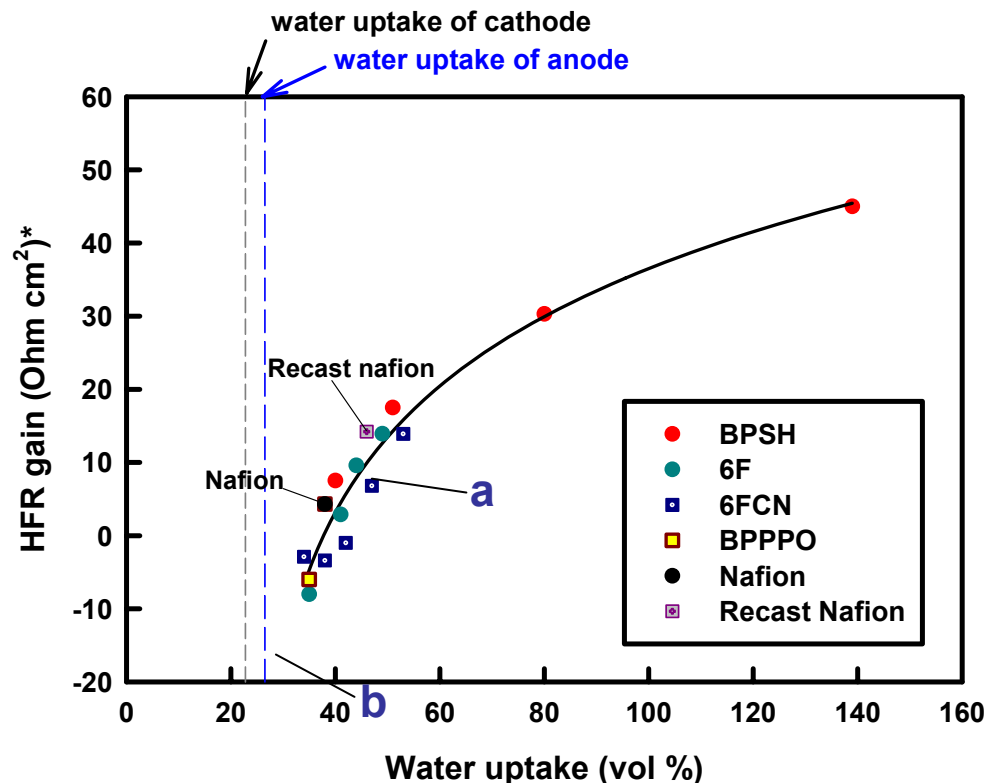 water uptake of cathode
water uptake of anode
60
50
40
30
20
10
0
-10
-20
HFR gain (Ohm cm²)*
Recast nafion
Nafion
a
b
BPSH
6F
6FCN
BPPPO
Nafion
Recast Nafion
0 20 40 60 80 100 120 140 160
Water uptake (vol %)